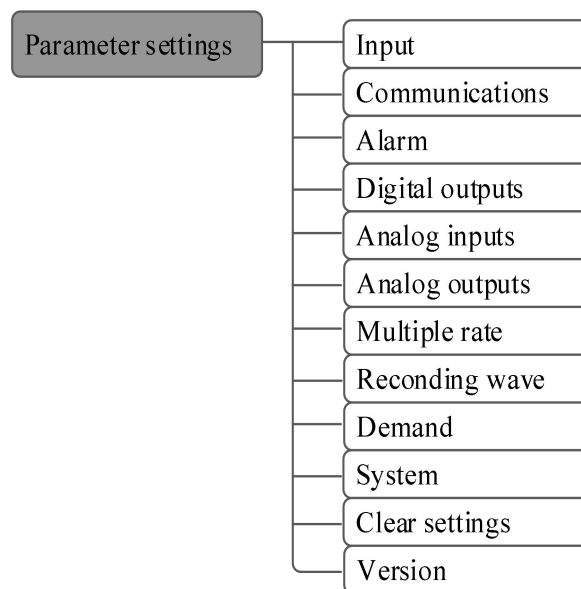 Parameter settings
Input
Communications
Alarm
Digital outputs
Analog inputs
Analog outputs
Multiple rate
Reconding wave
Demand
System
Clear settings
Version